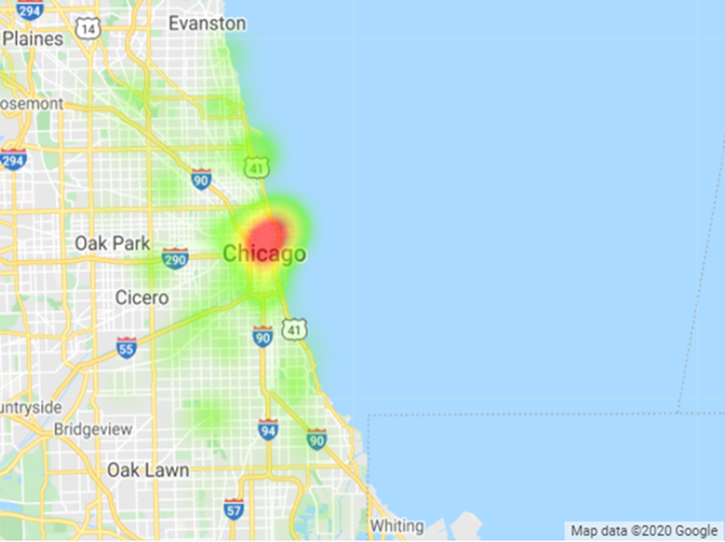 294
14
Evanston
Plaines
osemont
294
41
90
Oak Park
Chicago
290
Cicero
41
90
55
untryside
Bridgeview
94
90
Oak Lawn
57
Whiting
Map data ©2020 Google